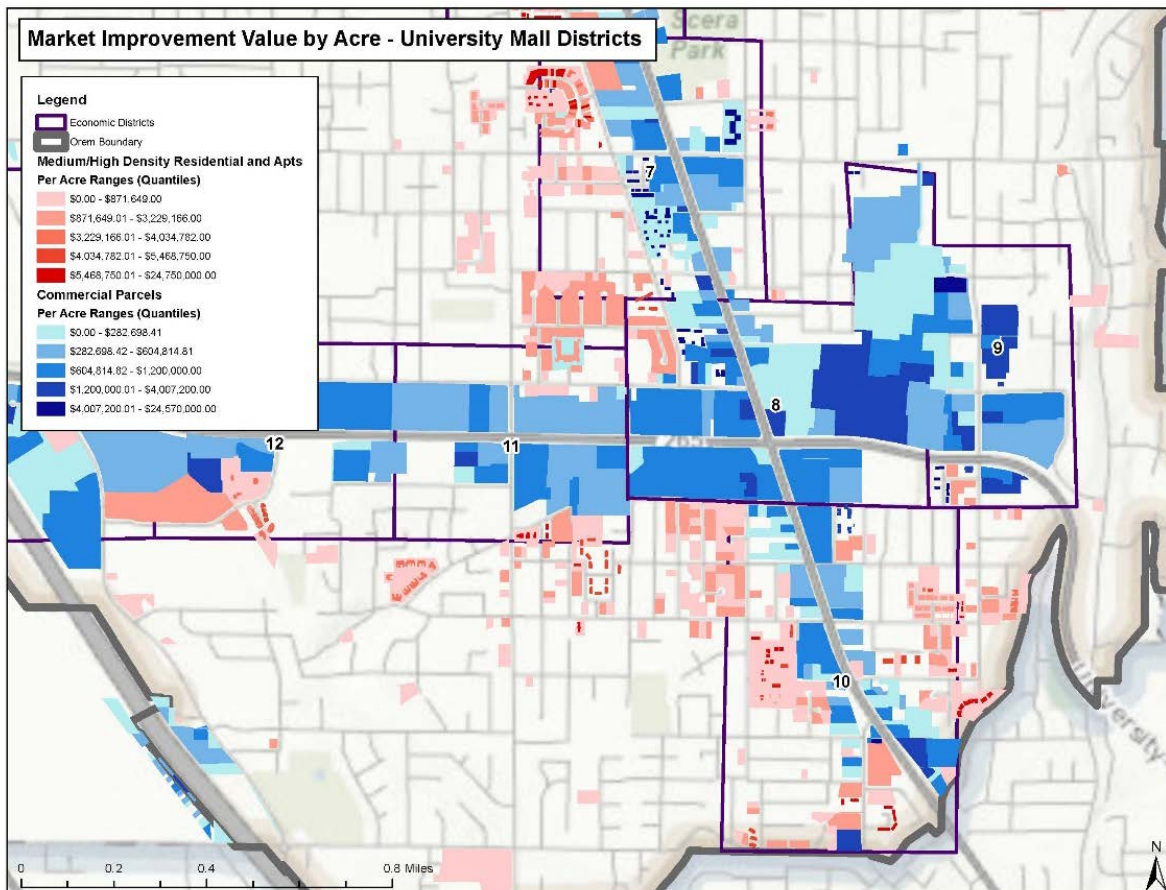 Market Improvement Value by Acre - University Mall Districts
Scera
Park
Legend
Economic Districts
Orem Boundary
Medium/High Density Residential and Apts
Per Acre Ranges (Quantiles)
$0.00 - $871.649.00
$871,649.01 - $3,229,166.00
$3,229,166.01 - $4,034,782.00
$4,034,782.01 - $5,468,750.00
$5,468,750.01 - $24,750,000.00
Commercial Parcels
Per Acre Ranges (Quantiles)
$0.00 - $282,698.41
$282,698.42 - $604,814.81
$604,814.82 - $1,200,000.00
$1,200,000.01 - $4,007,200.00
$4,007,200.01 - $24,570,000.00
7
9
8
12
11
10
University
0
0.2
0.4
0.8 Miles
N